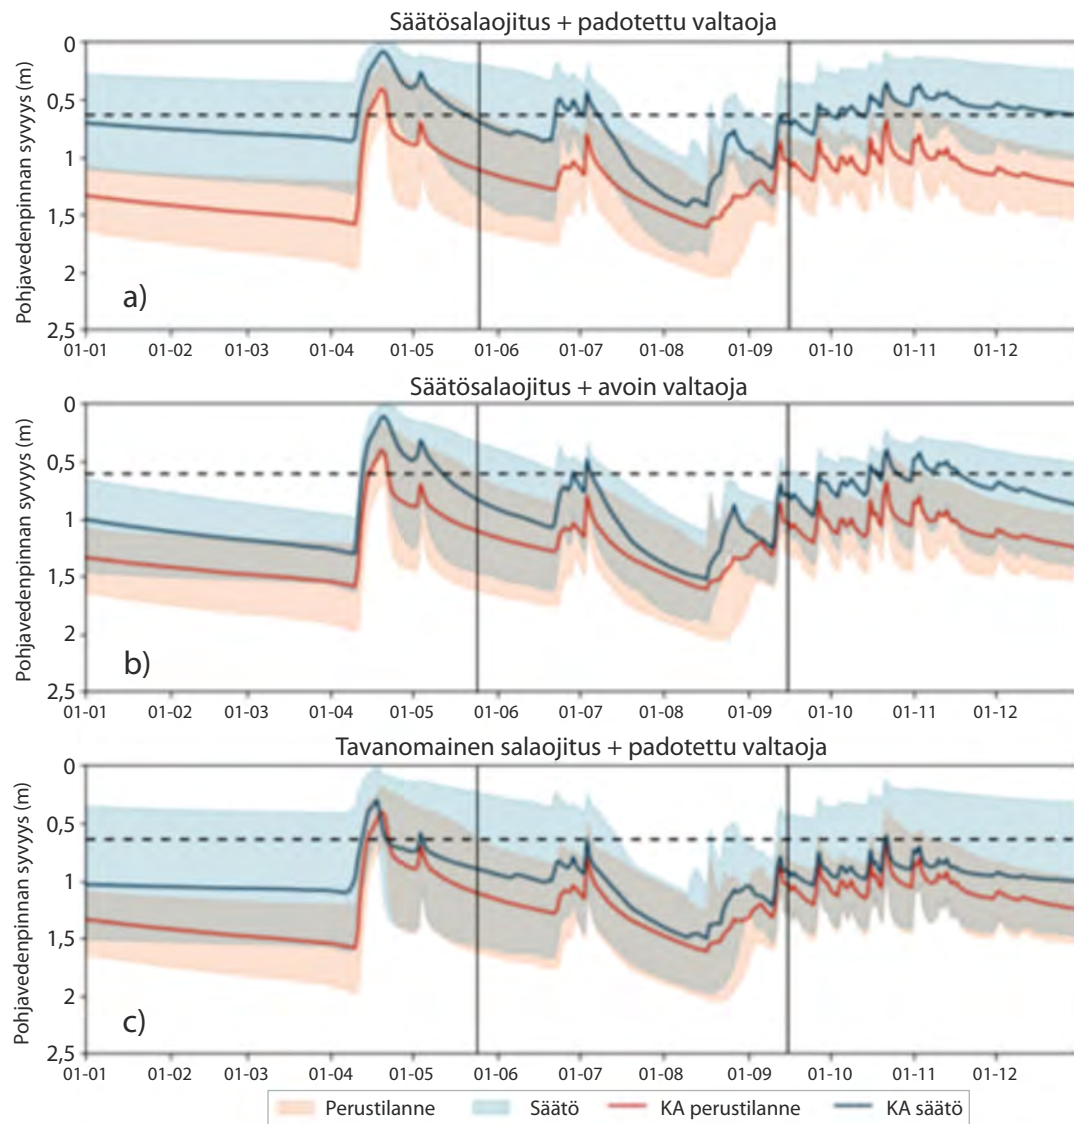 Säätösalaojitus + padotettu valtaoja
Pohjavedenpinnan syvyys (m)
0
0,5
1
1,5
2
2,5
a)
01-01 01-02 01-03 01-04 01-05 01-06 01-07 01-08 01-09 01-10 01-11 01-12
Säätösalaojitus + avoin valtaoja
Pohjavedenpinnan syvyys (m)
0
0,5
1
1,5
2
2,5
b)
01-01 01-02 01-03 01-04 01-05 01-06 01-07 01-08 01-09 01-10 01-11 01-12
Tavanomainen salaojitus + padotettu valtaoja
Pohjavedenpinnan syvyys (m)
0
0,5
1
1,5
2
2,5
c)
01-01 01-02 01-03 01-04 01-05 01-06 01-07 01-08 01-09 01-10 01-11 01-12
Perustilanne Säätö KA perustilanne KA säätö